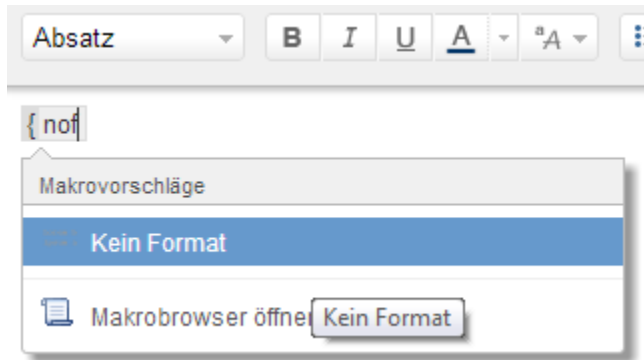 Absatz B I U A ªA
{ nof
Makrovorschläge
Kein Format
Makrobrowser öffnen Kein Format